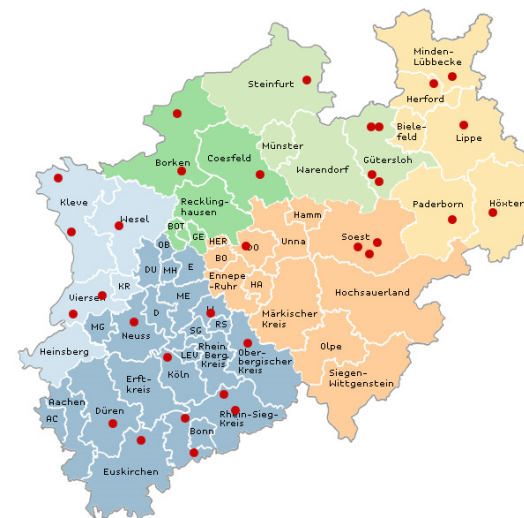 Minden-
Lübbecke
Steinfurt
Herford
Biele-
feld
Lippe
Münster
Borken
Coesfeld
Warendorf
Gütersloh
Kleve
Reckling-
hausen
Paderborn
Höxter
Wesel
Hamm
BOT
GE
HER
DO
Unna
Soest
OB
BO
DU
MH
E
Ennepe
-Ruhr
HA
Hochsauerland
KR
Viersen
ME
Märkischer
Kreis
MG
D
W
Neuss
SG
RS
Olpe
Heinsberg
LEV
Rhein.
Berg.
Kreis
Ober-
bergischer
Kreis
Siegen-
Wittgenstein
Erft-
kreis
Köln
Aachen
AC
Düren
Rhein-Sieg-
Kreis
Bonn
Euskirchen